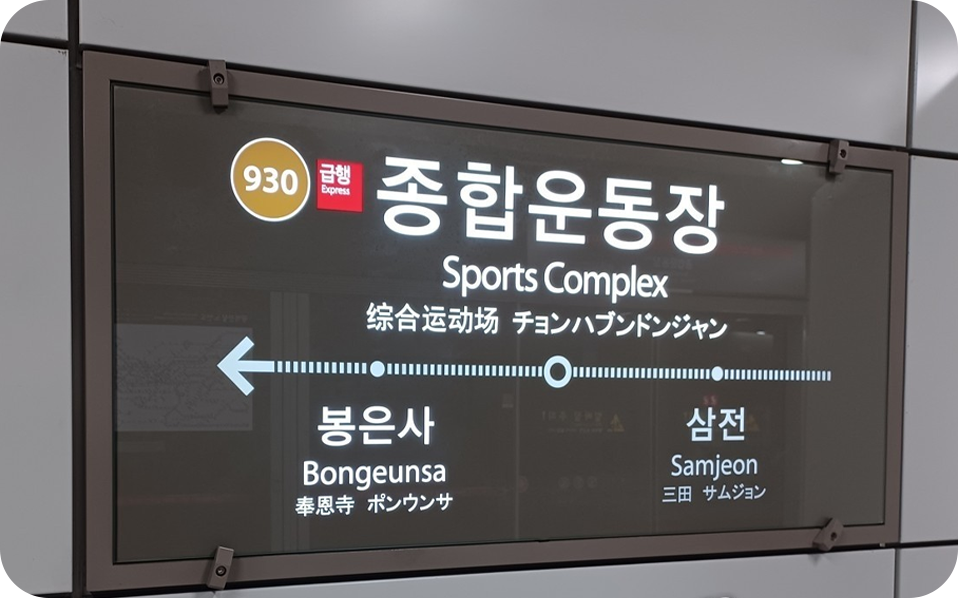 930 급행 종합운동장
Express
Sports Complex
综合运动场 チョンハブンドンジャン
봉은사 삼전
Bongeunsa Samjeon
奉恩寺 ポンウンサ 三田 サムジョン